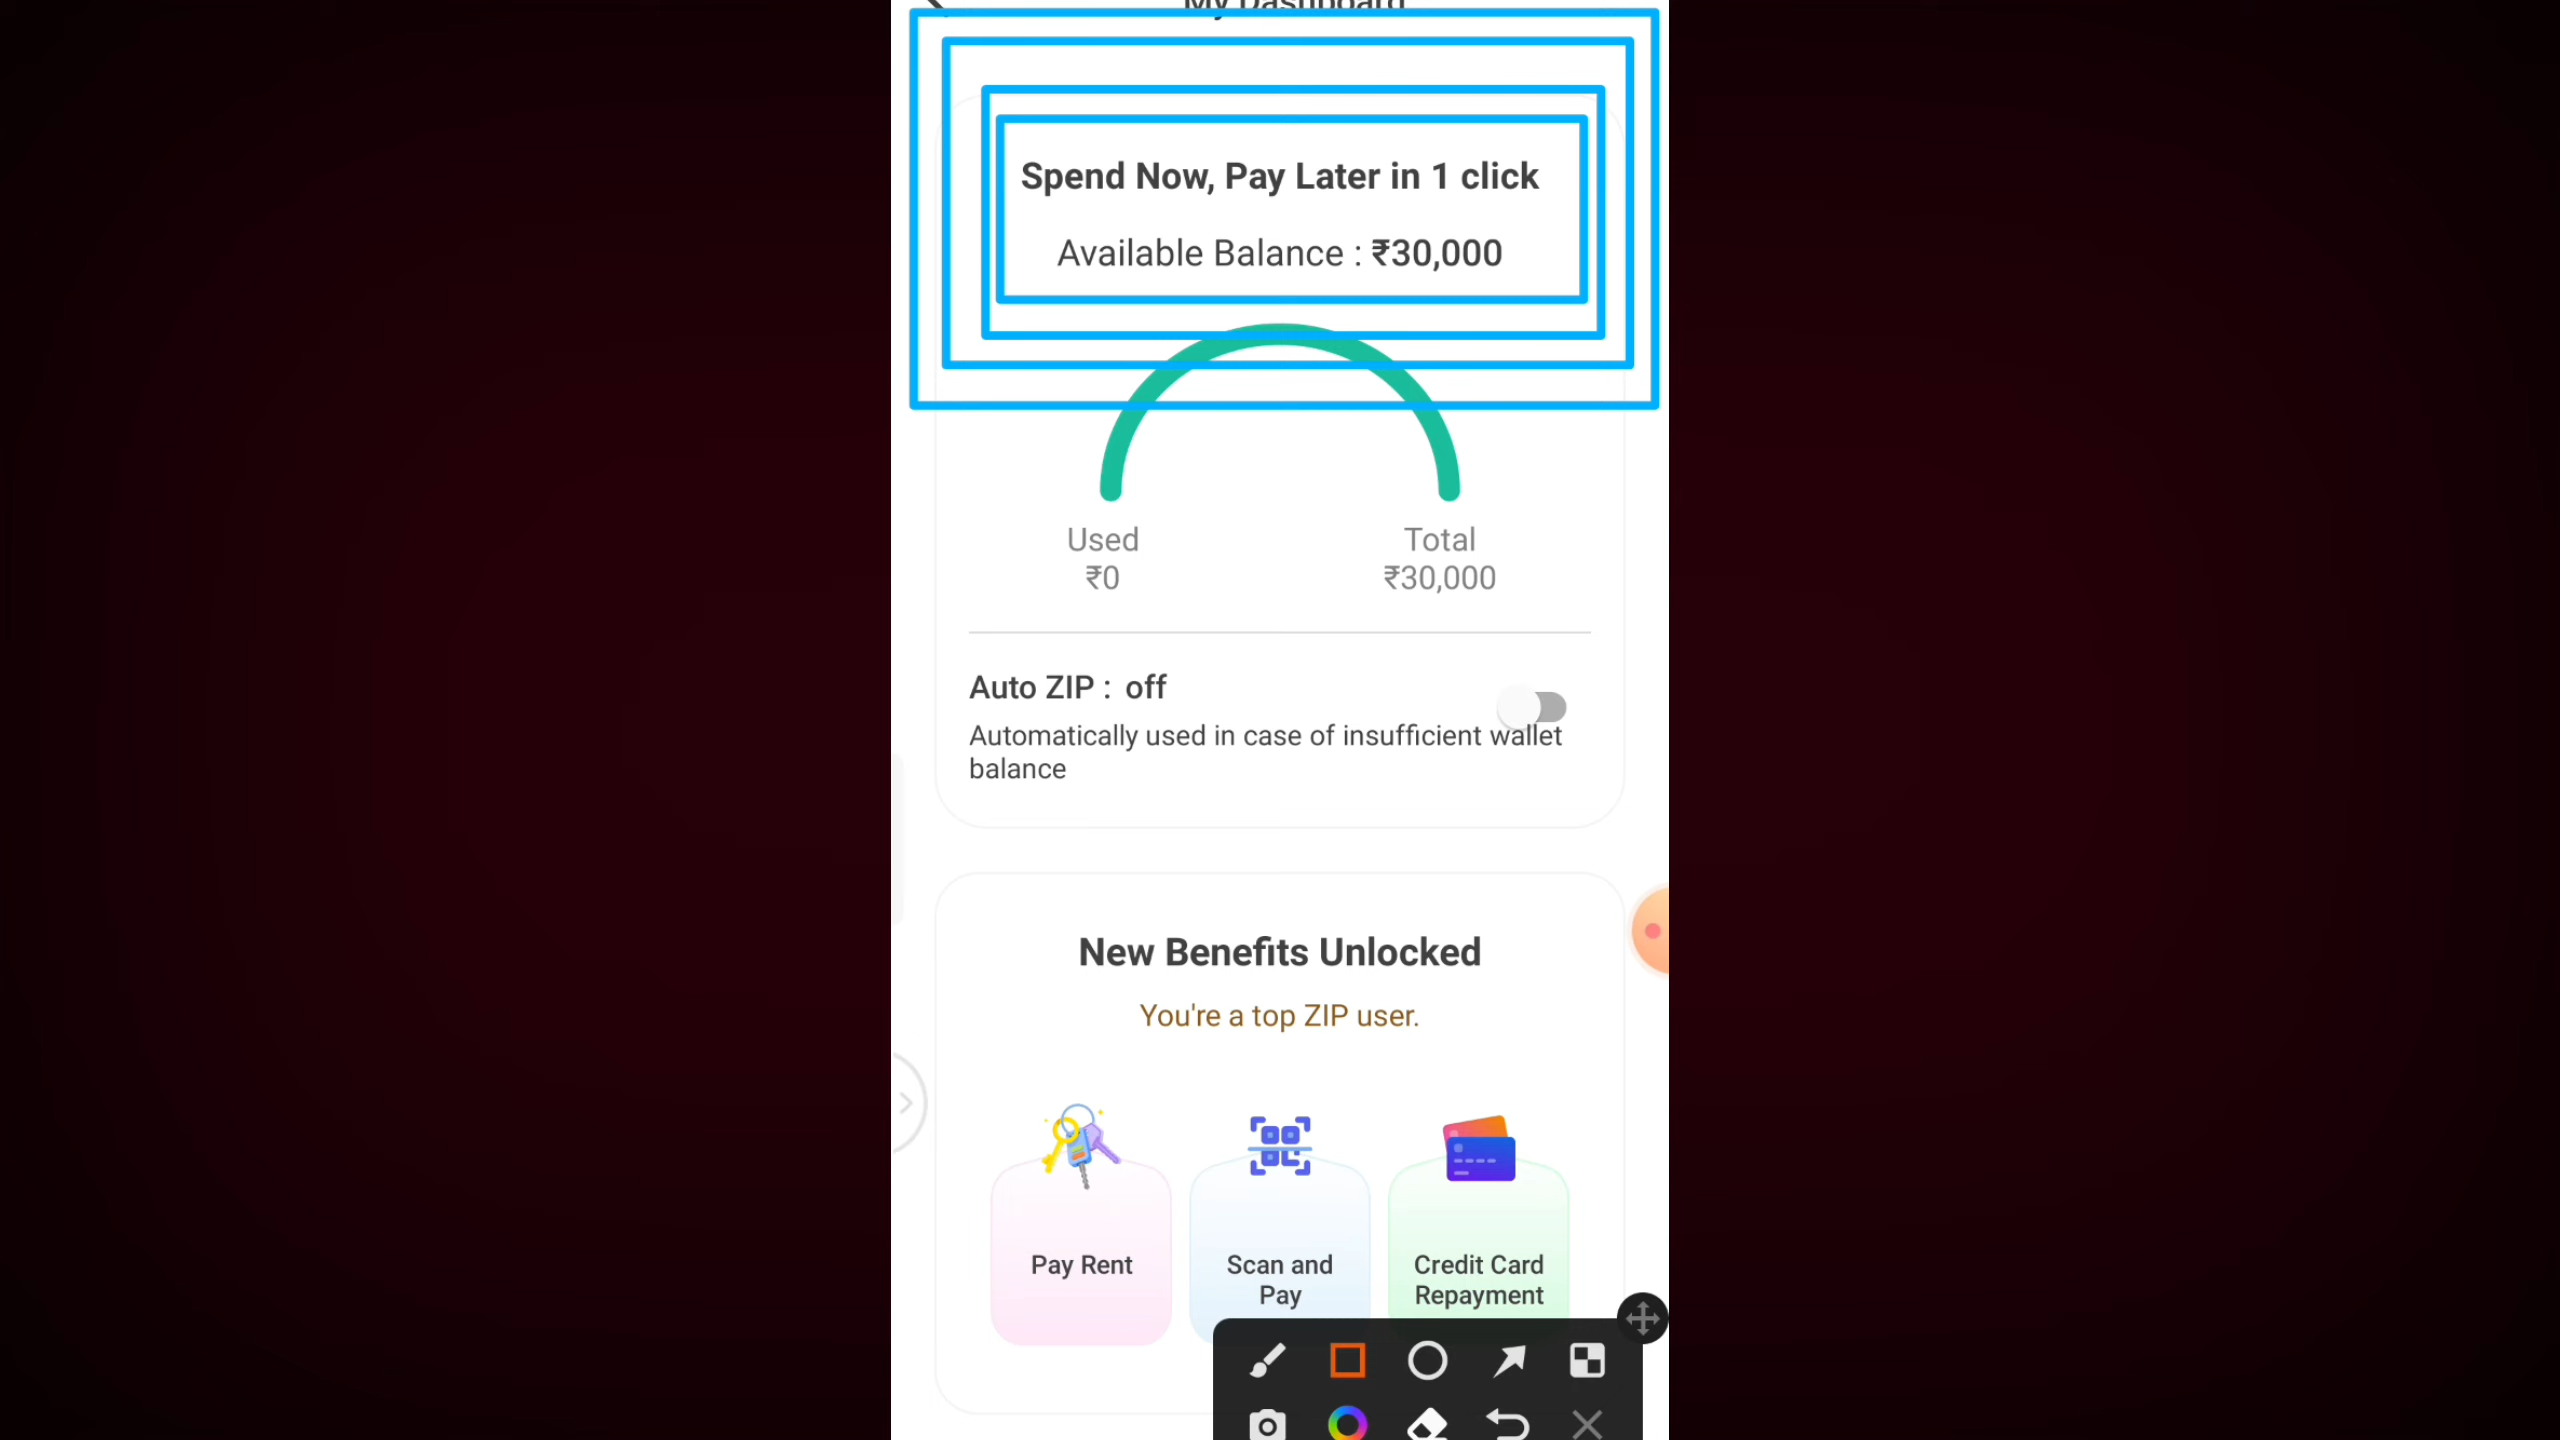 My Dashboard
Spend Now, Pay Later in 1 click
Available Balance : ₹30,000
Used
₹0
Total
₹30,000
Auto ZIP : off
Automatically used in case of insufficient wallet
balance
New Benefits Unlocked
You're a top ZIP user.
Pay Rent
Scan and
Pay
Credit Card
Repayment